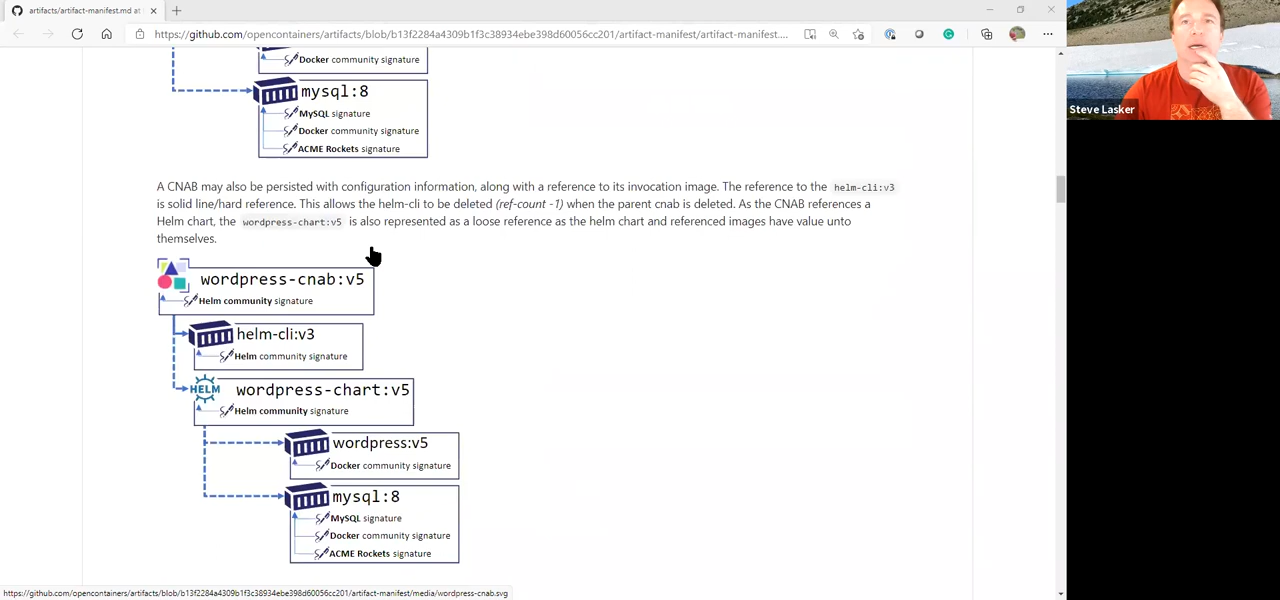 artifacts/artifact-manifest.md at
https://github.com/opencontainers/artifacts/blob/b13f2284a4309b1f3c38934ebe398d60056cc201/artifact-manifest/artifact-manifest....
Steve Lasker
Docker community signature
mysql:8
MySQL signature
Docker community signature
ACME Rockets signature
A CNAB may also be persisted with configuration information, along with a reference to its invocation image. The reference to the helm-cli:v3
is solid line/hard reference. This allows the helm-cli to be deleted (ref-count -1) when the parent cnab is deleted. As the CNAB references a
Helm chart, the wordpress-chart:v5 is also represented as a loose reference as the helm chart and referenced images have value unto
themselves.
wordpress-cnab:v5
Helm community signature
helm-cli:v3
Helm community signature
HELM wordpress-chart:v5
Helm community signature
wordpress:v5
Docker community signature
mysql:8
MySQL signature
Docker community signature
ACME Rockets signature
https://github.com/opencontainers/artifacts/blob/b13f2284a4309b1f3c38934ebe398d60056cc201/artifact-manifest/media/wordpress-cnab.svg